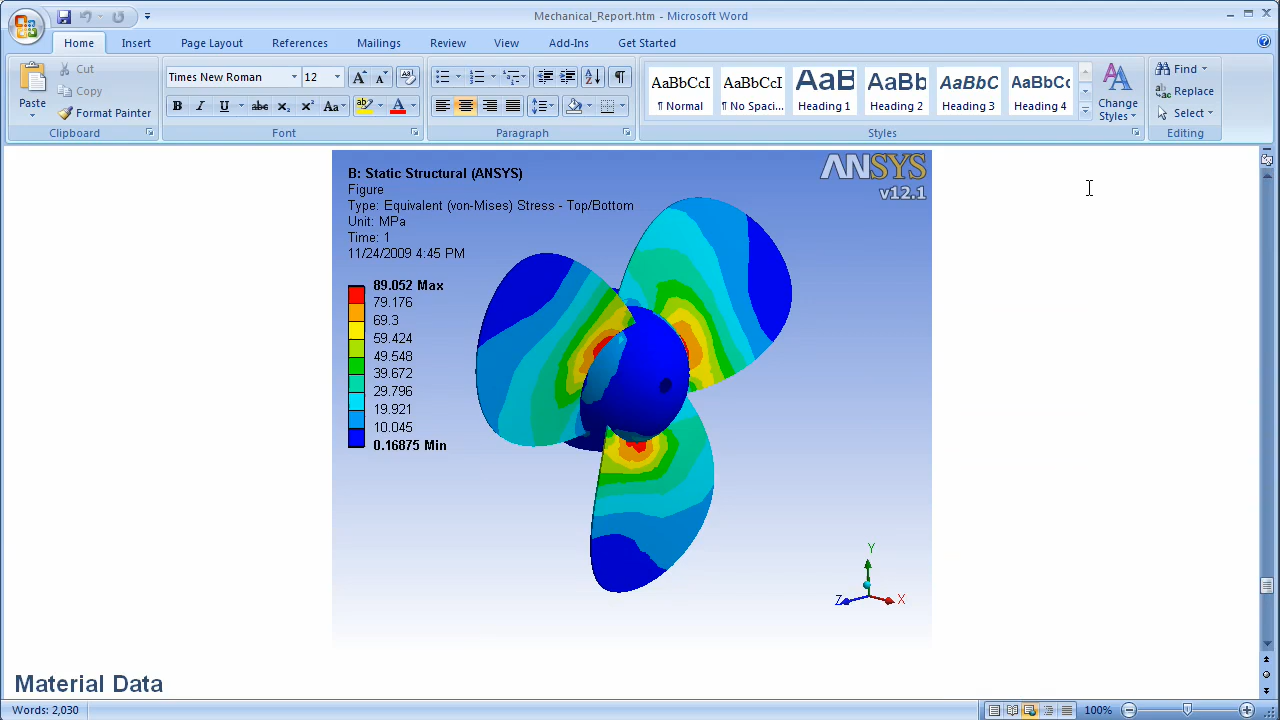 Mechanical_Report.htm - Microsoft Word
Home Insert Page Layout References Mailings Review View Add-Ins Get Started
Paste
Cut
Copy
Format Painter
Clipboard
Times New Roman 12
B I U abc X₂ X² Aa
ab A
Font
Paragraph
AaBbCcI AaBbCcI AaB AaBb AaBbC AaBbCc
¶ Normal ¶ No Spaci... Heading 1 Heading 2 Heading 3 Heading 4
Change Styles
Styles
Find
Replace
Select
Editing
ANSYS
v12.1
B: Static Structural (ANSYS)
Figure
Type: Equivalent (von-Mises) Stress - Top/Bottom
Unit: MPa
Time: 1
11/24/2009 4:45 PM
89.052 Max
79.176
69.3
59.424
49.548
39.672
29.796
19.921
10.045
0.16875 Min
Y
Z
X
Material Data
Words: 2,030
100%